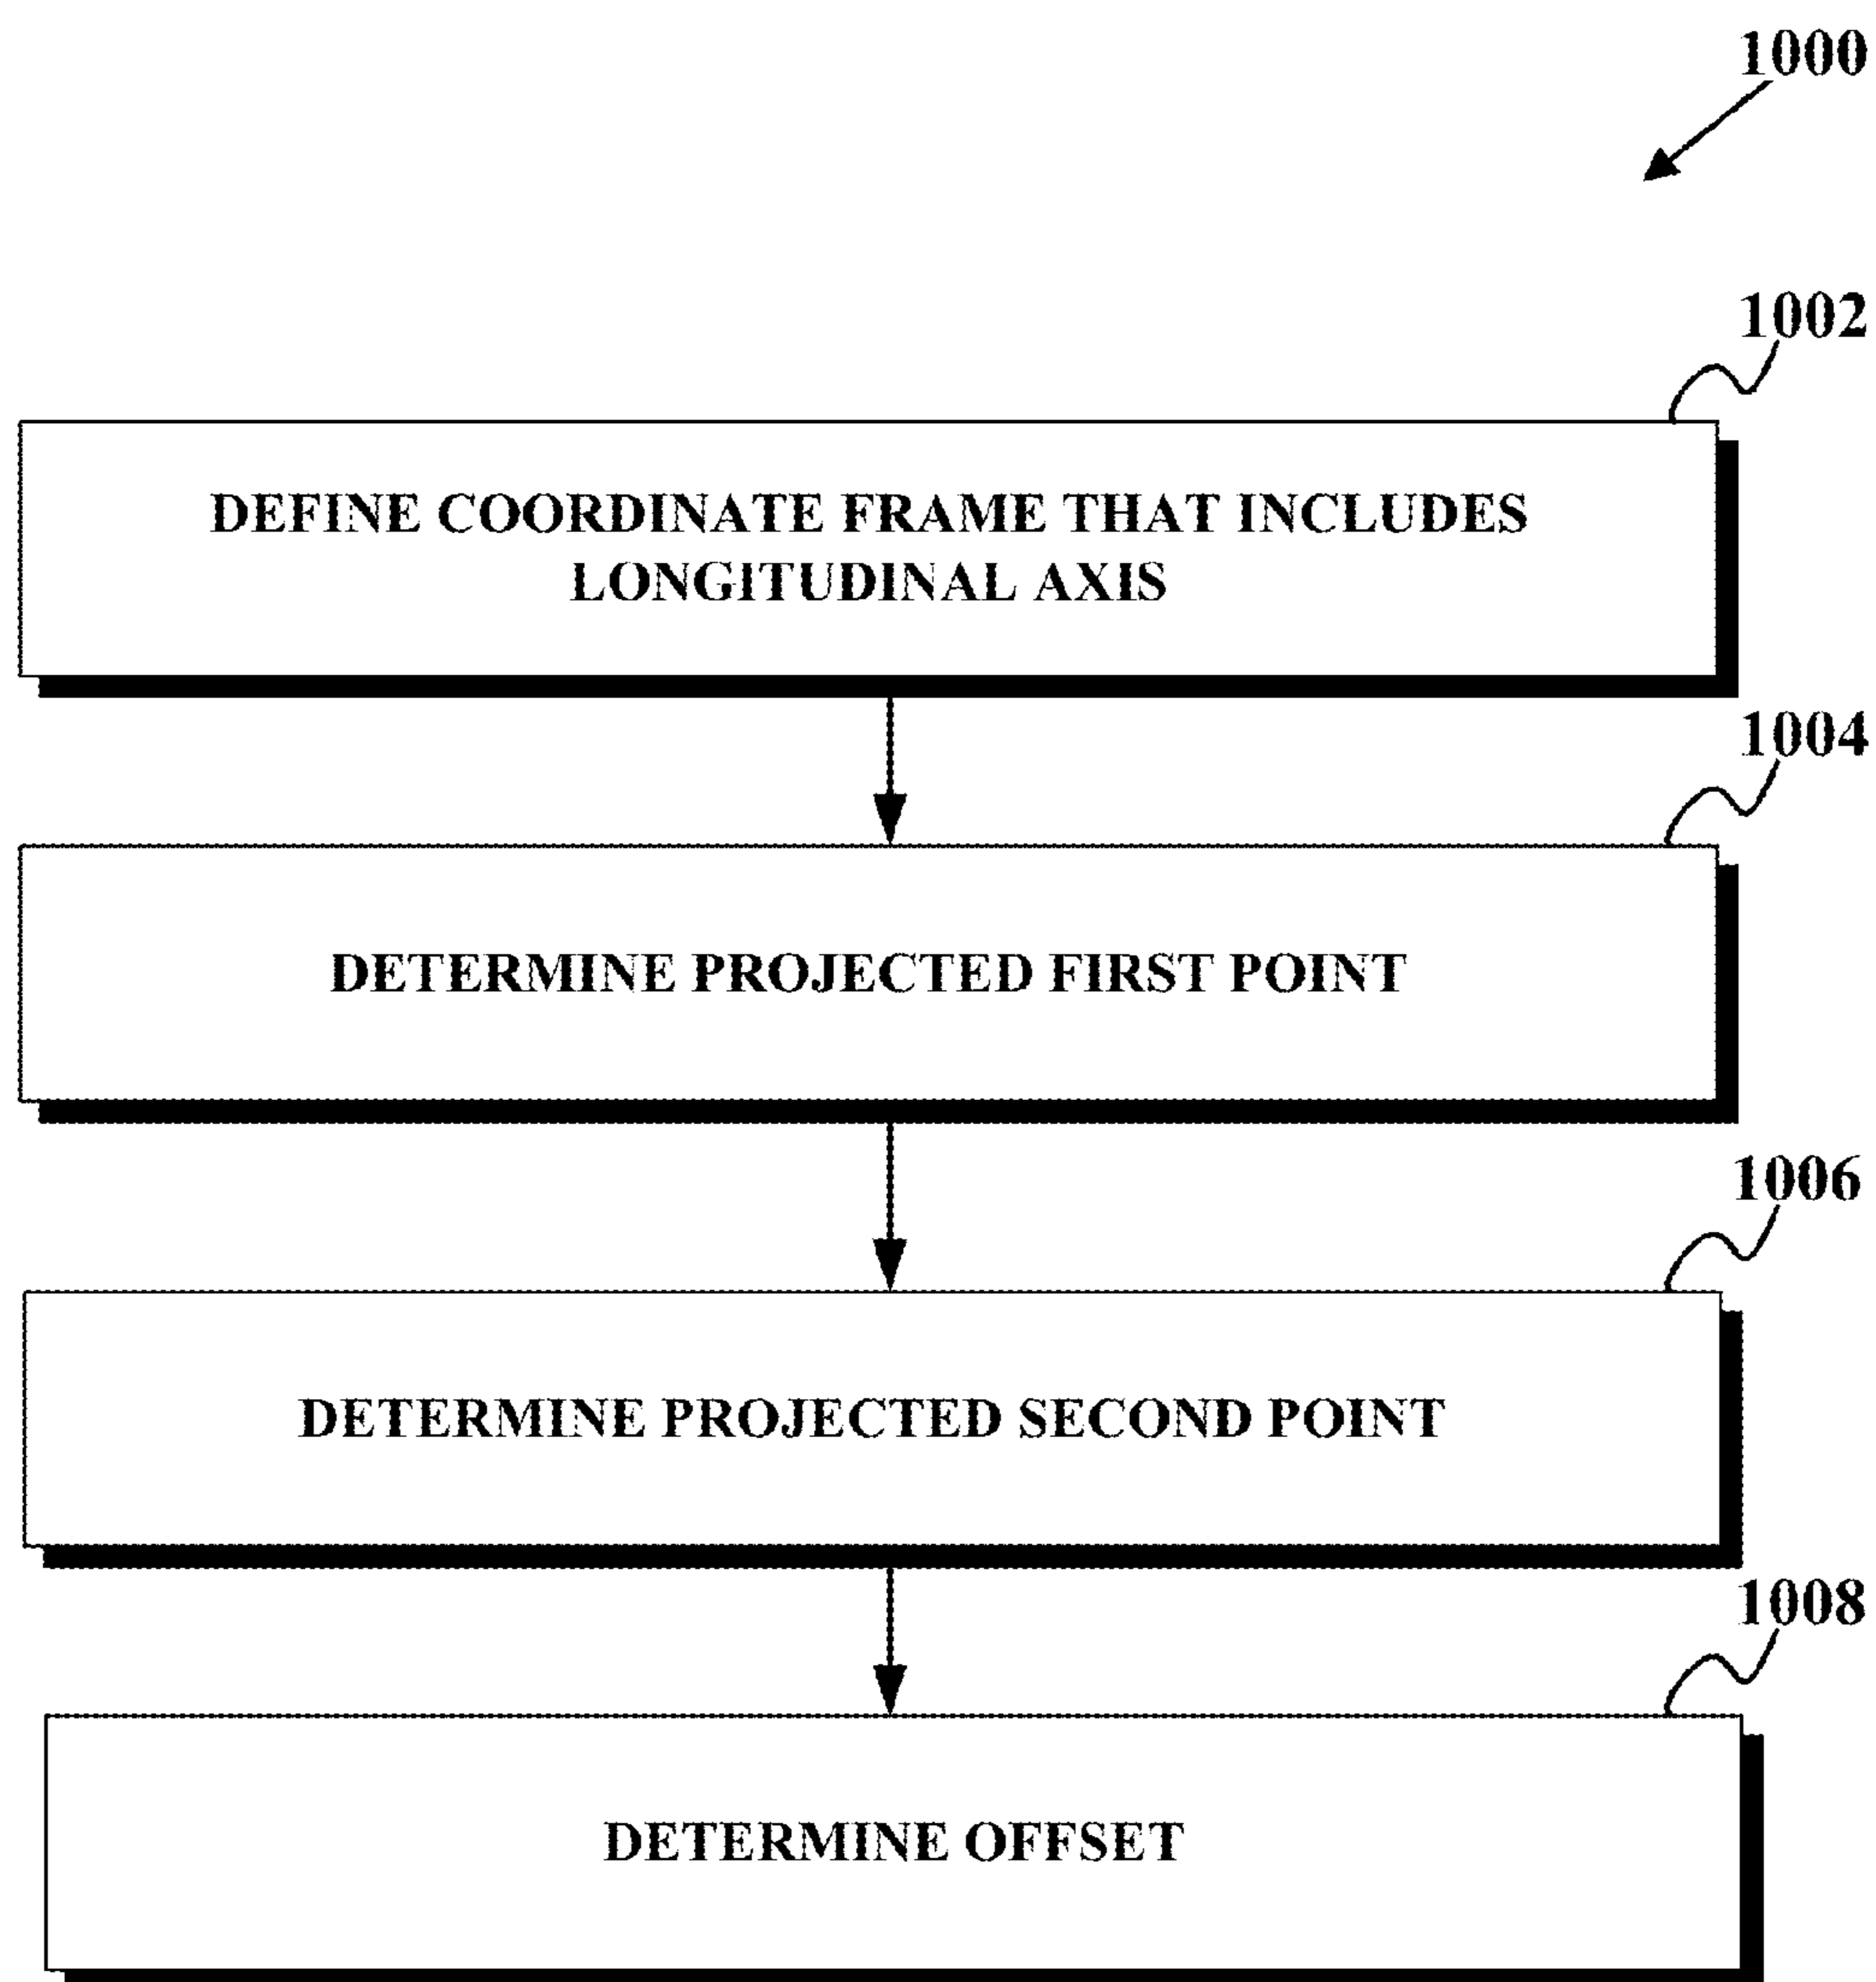 1000
1002
DEFINE COORDINATE FRAME THAT INCLUDES
LONGITUDINAL AXIS
1004
DETERMINE PROJECTED FIRST POINT
1006
DETERMINE PROJECTED SECOND POINT
1008
DETERMINE OFFSET